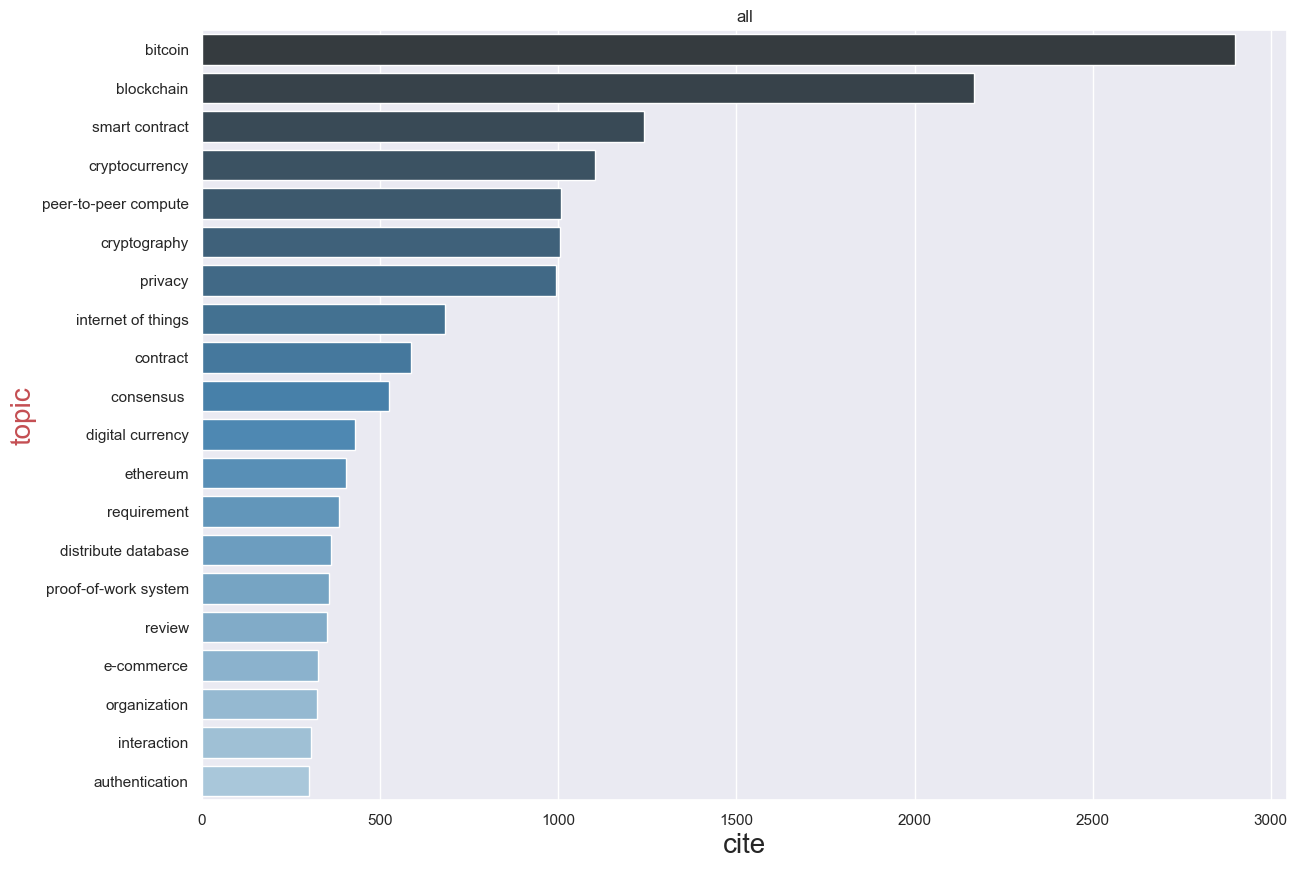 all
bitcoin
blockchain
smart contract
cryptocurrency
peer-to-peer compute
cryptography
privacy
internet of things
contract
consensus
digital currency
ethereum
requirement
distribute database
proof-of-work system
review
e-commerce
organization
interaction
authentication
topic
0 500 1000 1500 2000 2500 3000
cite